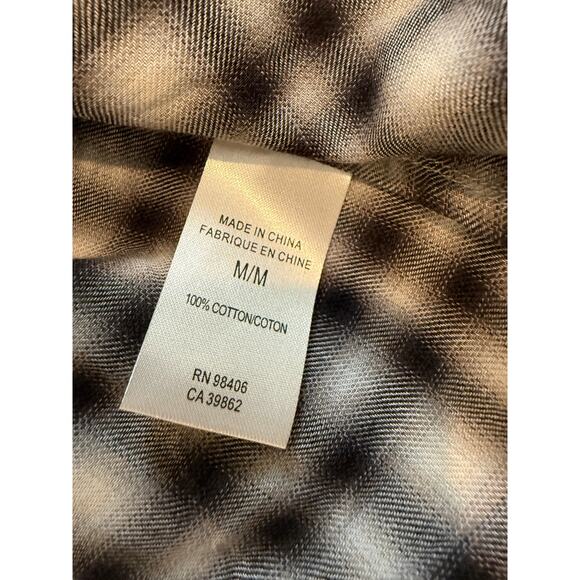 MADE IN CHINA
FABRIQUE EN CHINE
M/M
100% COTTON/COTON
RN 98406
CA 39862